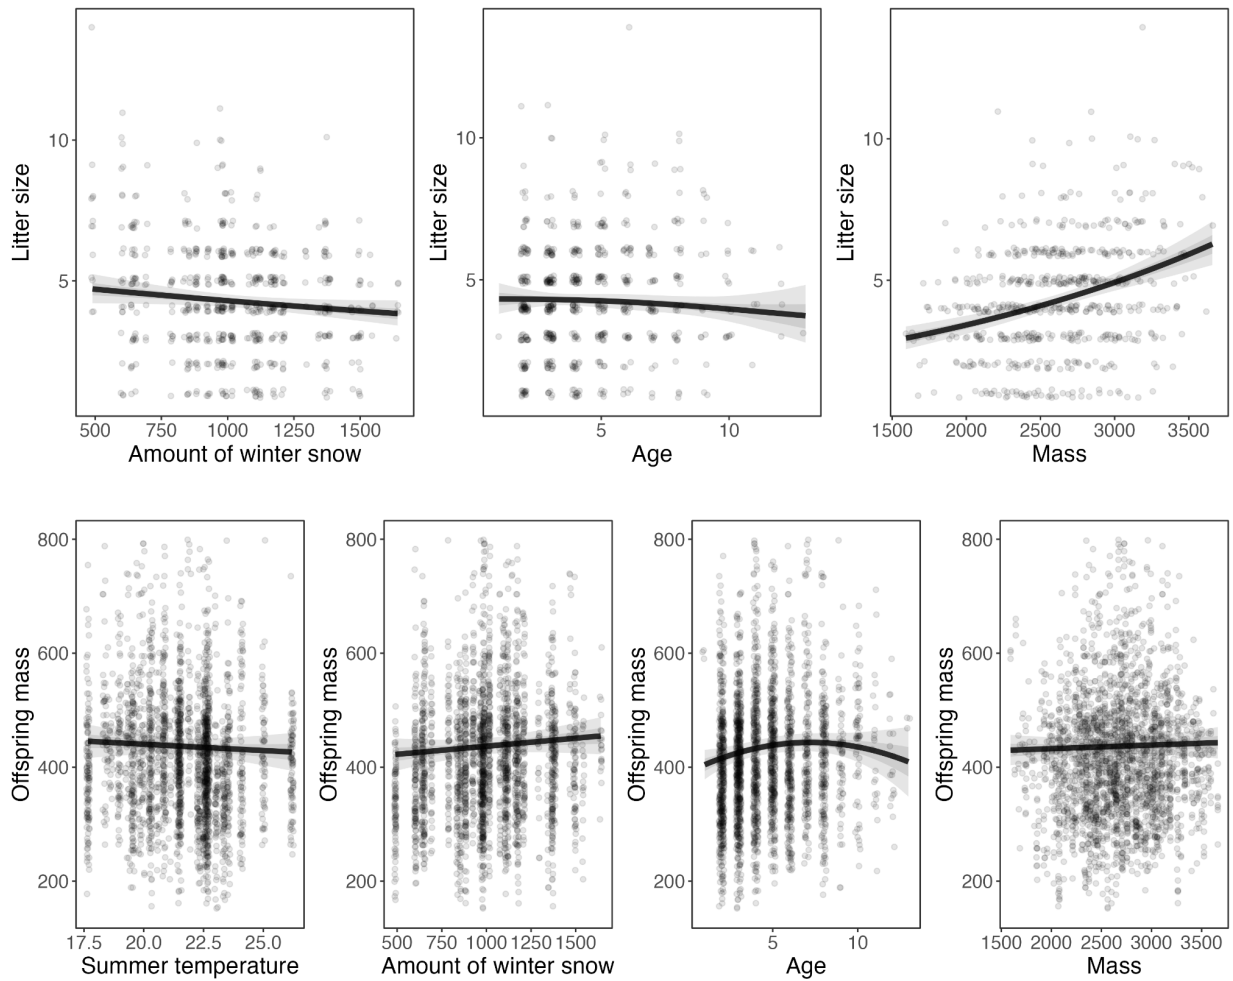 Litter size
10
5
500 750 1000 1250 1500
Amount of winter snow
Litter size
10
5
5 10
Age
Litter size
10
5
1500 2000 2500 3000 3500
Mass
Offspring mass
800
600
400
200
17.5 20.0 22.5 25.0
Summer temperature
Offspring mass
800
600
400
200
500 750 1000 1500
Amount of winter snow
Offspring mass
800
600
400
200
5 10
Age
Offspring mass
800
600
400
200
1500 2000 2500 3000 3500
Mass